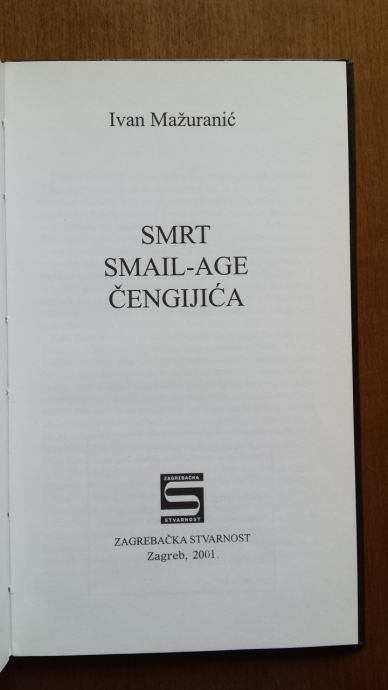 Ivan Mažuranić
SMRT
SMAIL-AGE
ČENGIJIĆA
ZAGREBAČKA
S
STVARNOST
ZAGREBAČKA STVARNOST
Zagreb, 2001.